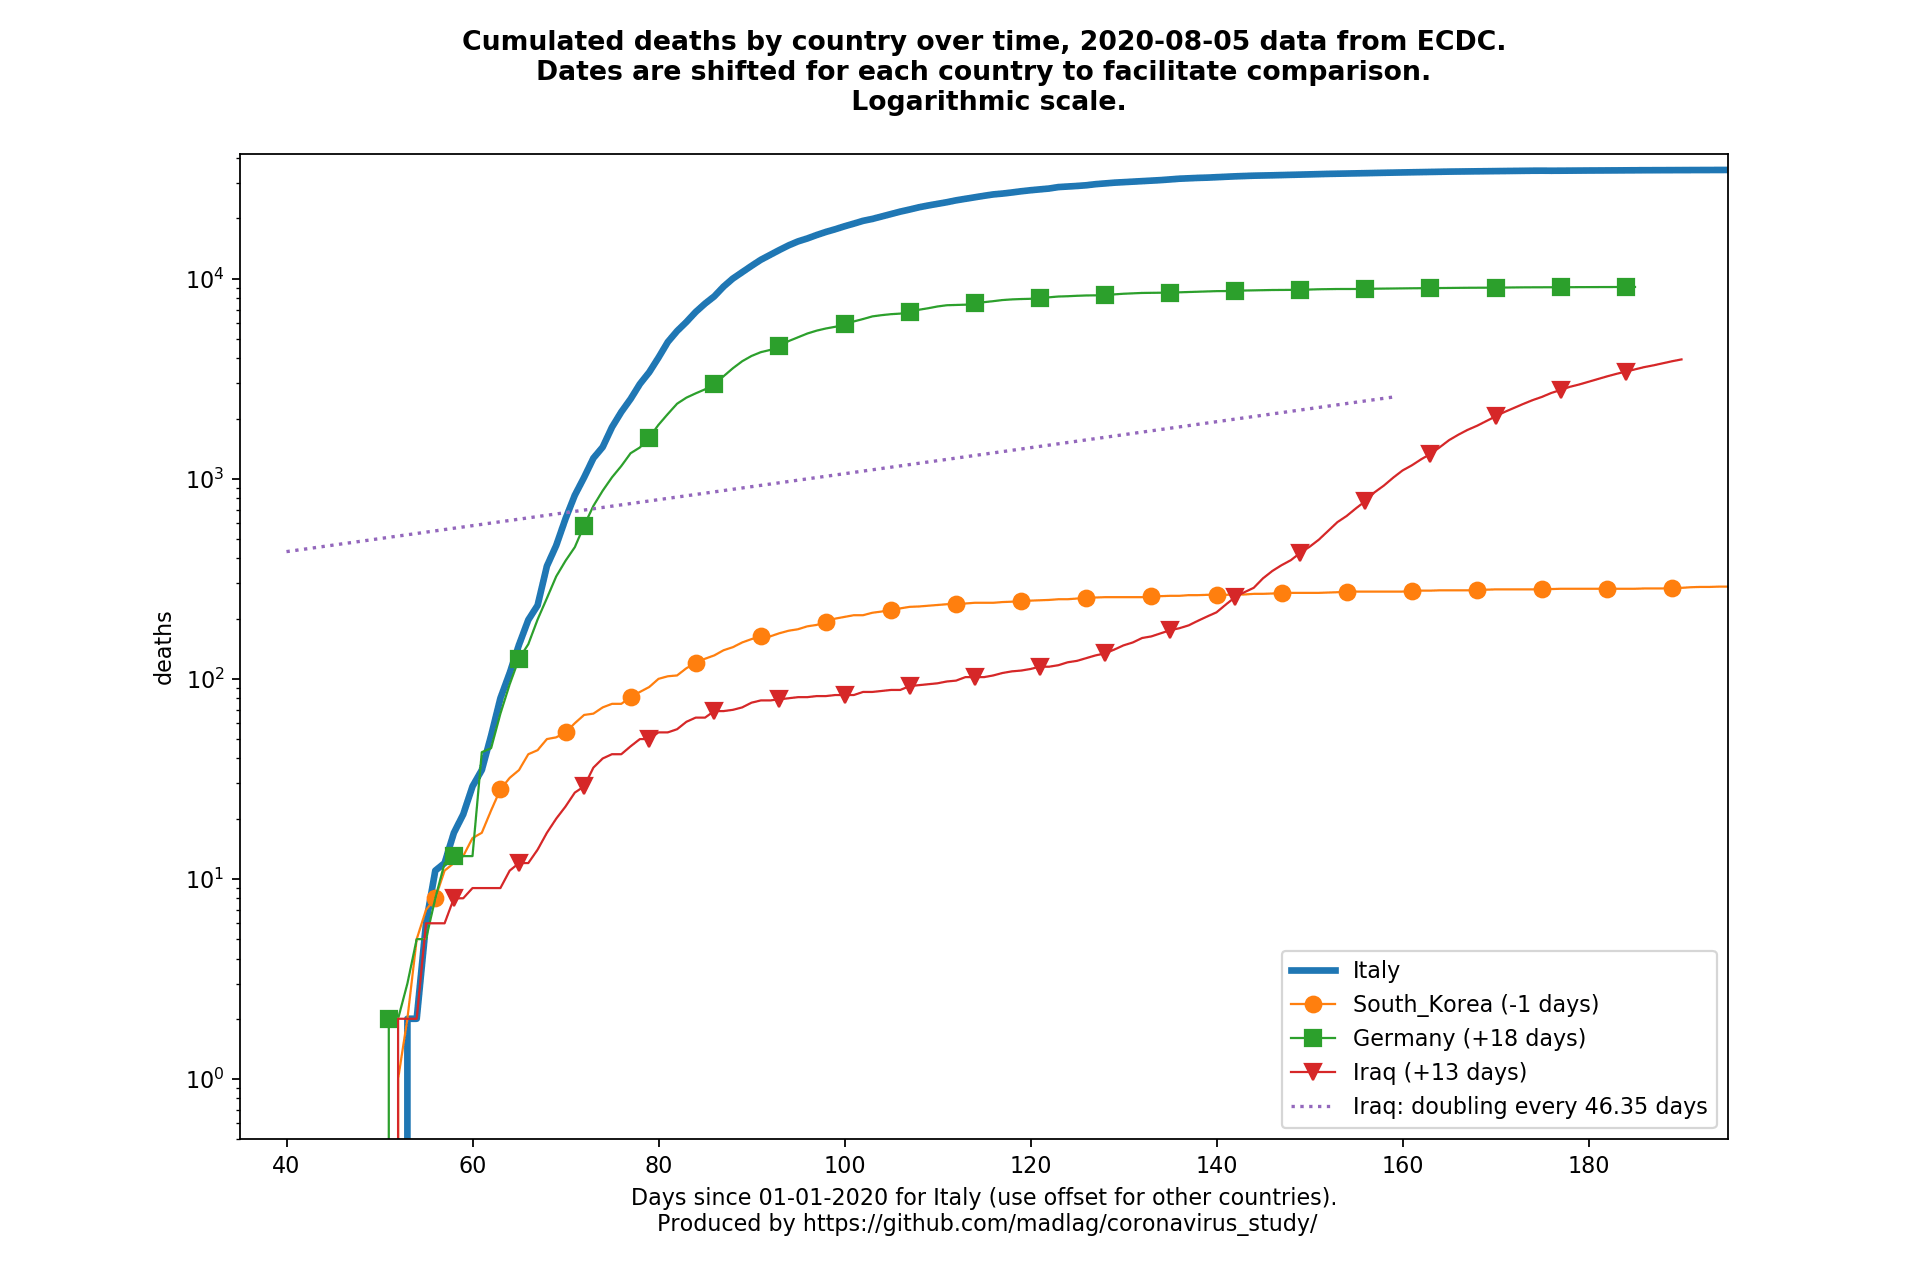 Cumulated deaths by country over time, 2020-08-05 data from ECDC.
Dates are shifted for each country to facilitate comparison.
Logarithmic scale.
10⁴
10³
10²
10¹
10⁰
deaths
Italy
South_Korea (-1 days)
Germany (+18 days)
Iraq (+13 days)
Iraq: doubling every 46.35 days
40 60 80 100 120 140 160 180
Days since 01-01-2020 for Italy (use offset for other countries).
Produced by https://github.com/madlag/coronavirus_study/